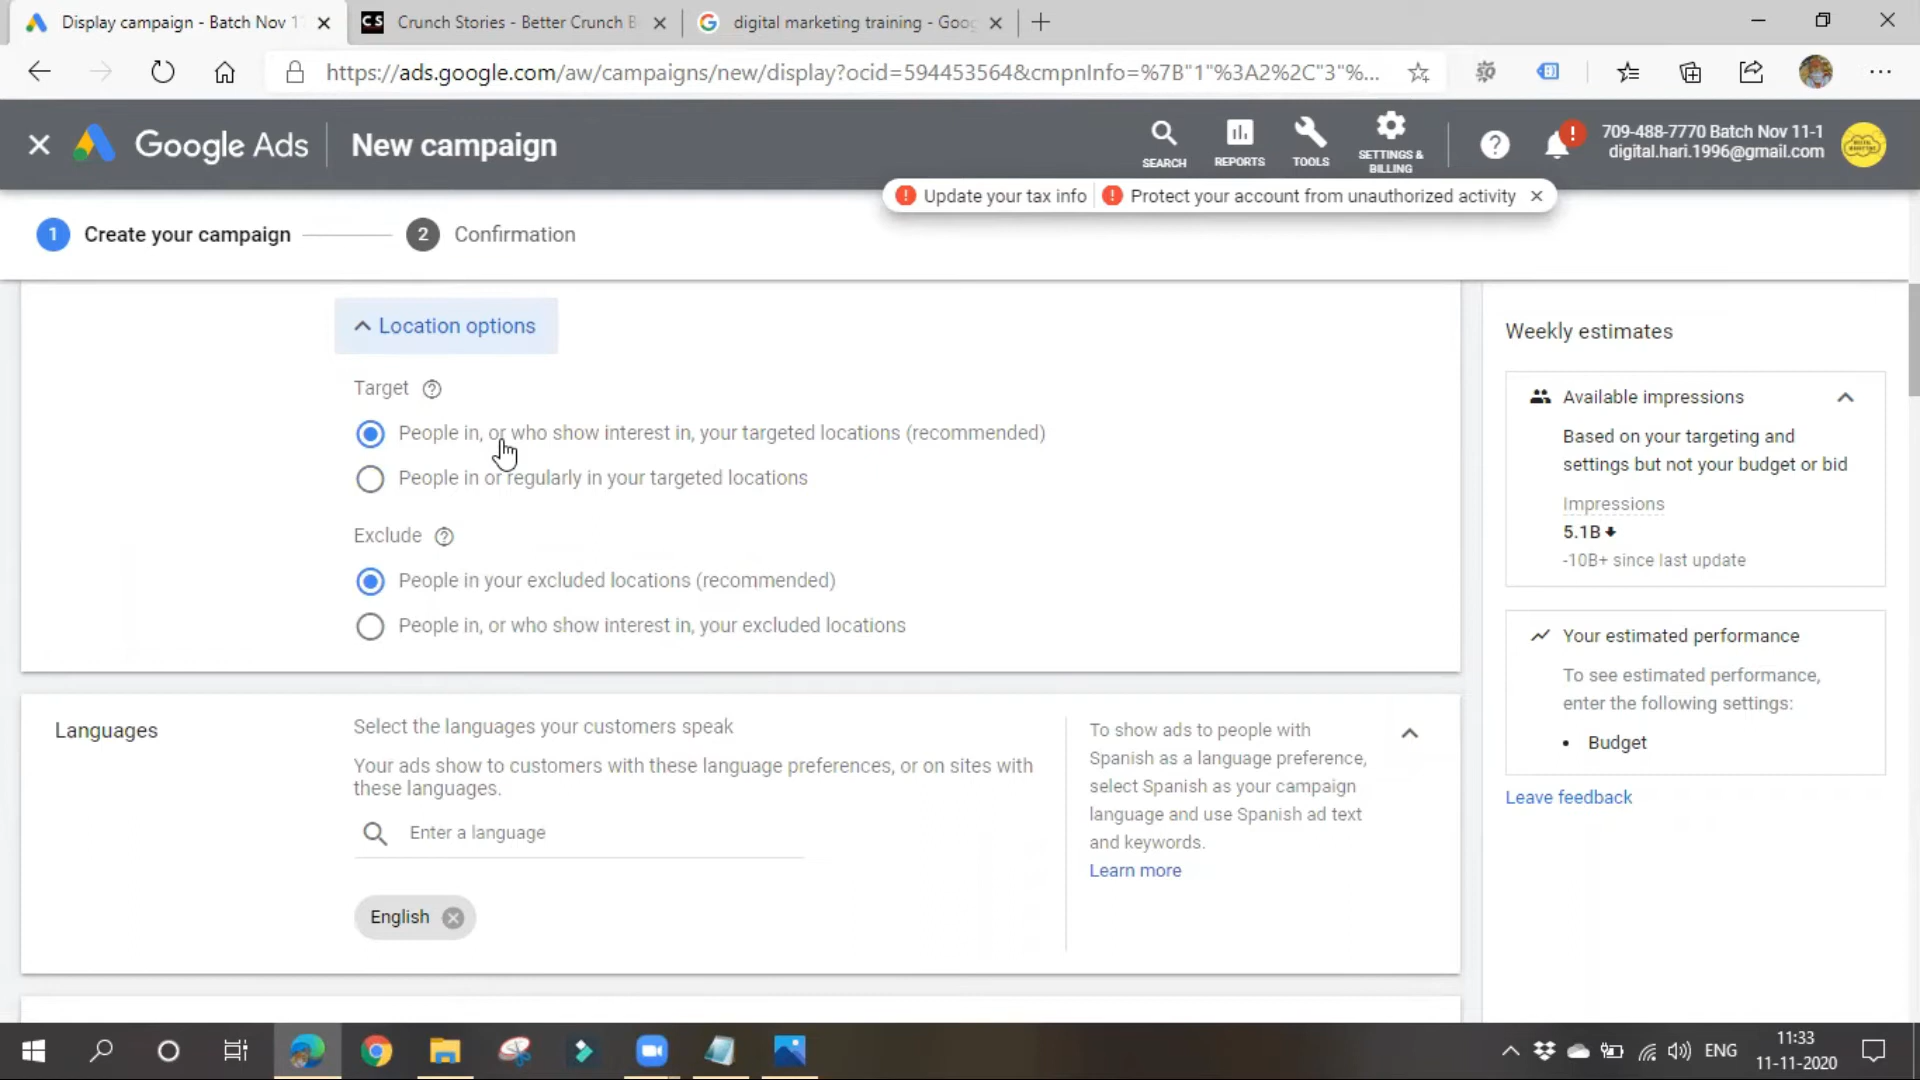 Display campaign - Batch Nov 1
Crunch Stories - Better Crunch B
digital marketing training - Goog
https://ads.google.com/aw/campaigns/new/display?ocid=594453564&cmpnInfo=%7B"1"%3A2%2C"3"%...
Google Ads
New campaign
SEARCH
REPORTS
TOOLS
SETTINGS &
BILLING
709-488-7770 Batch Nov 11-1
digital.hari.1996@gmail.com
Update your tax info
Protect your account from unauthorized activity
1 Create your campaign
2 Confirmation
Location options
Target
People in, or who show interest in, your targeted locations (recommended)
People in or regularly in your targeted locations
Exclude
People in your excluded locations (recommended)
People in, or who show interest in, your excluded locations
Languages
Select the languages your customers speak
Your ads show to customers with these language preferences, or on sites with
these languages.
Enter a language
English
To show ads to people with
Spanish as a language preference,
select Spanish as your campaign
language and use Spanish ad text
and keywords.
Learn more
Weekly estimates
Available impressions
Based on your targeting and
settings but not your budget or bid
Impressions
5.1B
-10B+ since last update
Your estimated performance
To see estimated performance,
enter the following settings:
• Budget
Leave feedback
ENG
11:33
11-11-2020